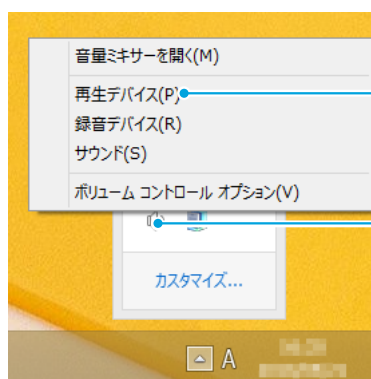 音量ミキサーを開く(M)
再生デバイス(P)
録音デバイス(R)
サウンド(S)
ボリューム コントロール オプション(V)
カスタマイズ...
A